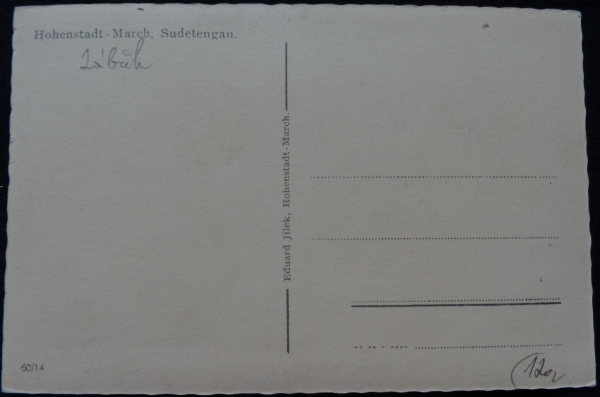 Hohenstadt-March, Sudetengau.
Zábřeh
Eduard Jilek, Hohenstadt-March.
60/14